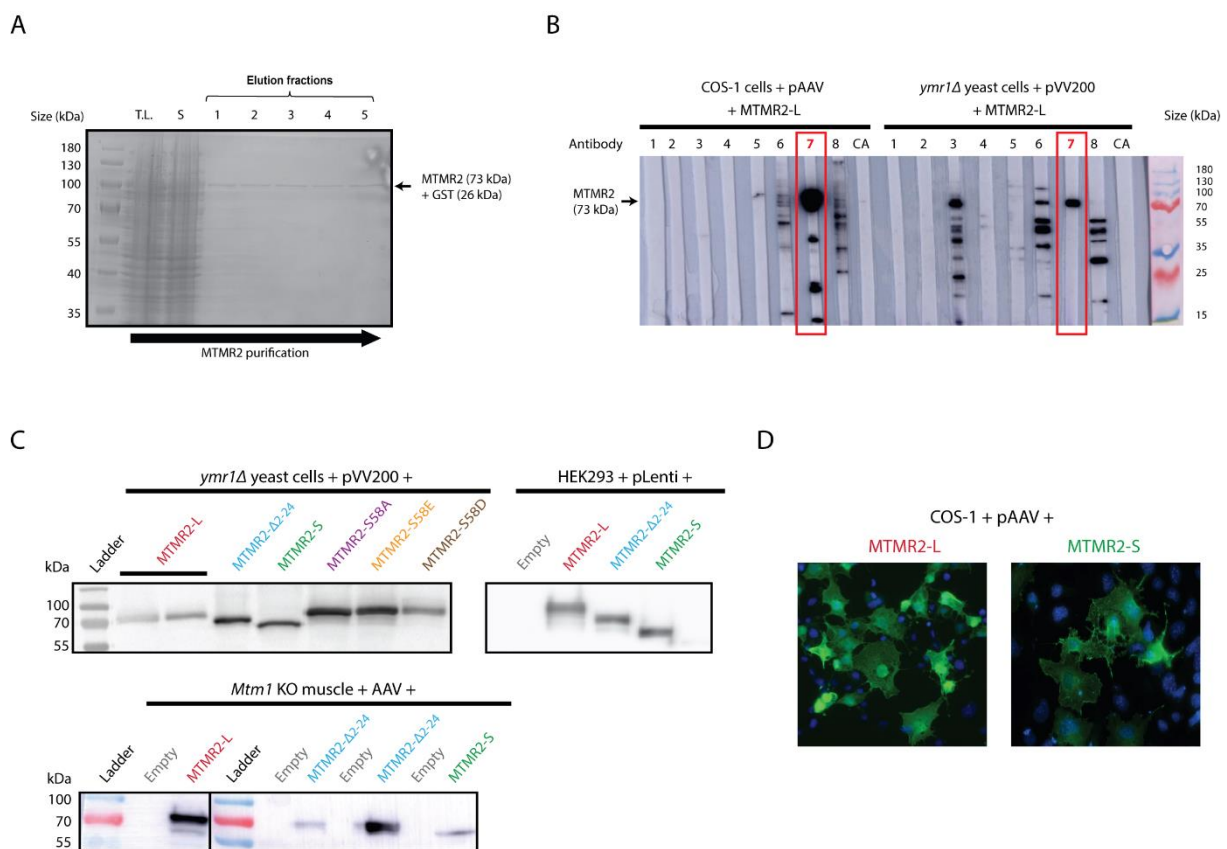 A
Elution fractions
Size (kDa) T.L. S 1 2 3 4 5
180
130
100
70
55
40
35
MTMR2 (73 kDa)
+ GST (26 kDa)
MTMR2 purification
B
COS-1 cells + pAAV
+ MTMR2-L
ymr1Δ yeast cells + pVV200
+ MTMR2-L
Size (kDa)
Antibody 1 2 3 4 5 6 7 8 CA 1 2 3 4 5 6 7 8 CA
MTMR2
(73 kDa)
180
130
100
70
55
35
25
15
C
ymr1Δ yeast cells + pVV200 +
kDa
Ladder
MTMR2-L
MTMR2-Δ2-24
MTMR2-S
MTMR2-S58A
MTMR2-S58E
MTMR2-S58D
100
70
55
HEK293 + pLenti +
Empty
MTMR2-L
MTMR2-Δ2-24
MTMR2-S
Mtm1 KO muscle + AAV +
kDa
Ladder
Empty
MTMR2-L
Ladder
Empty
MTMR2-Δ2-24
Empty
MTMR2-Δ2-24
Empty
MTMR2-S
100
70
55
D
COS-1 + pAAV +
MTMR2-L
MTMR2-S